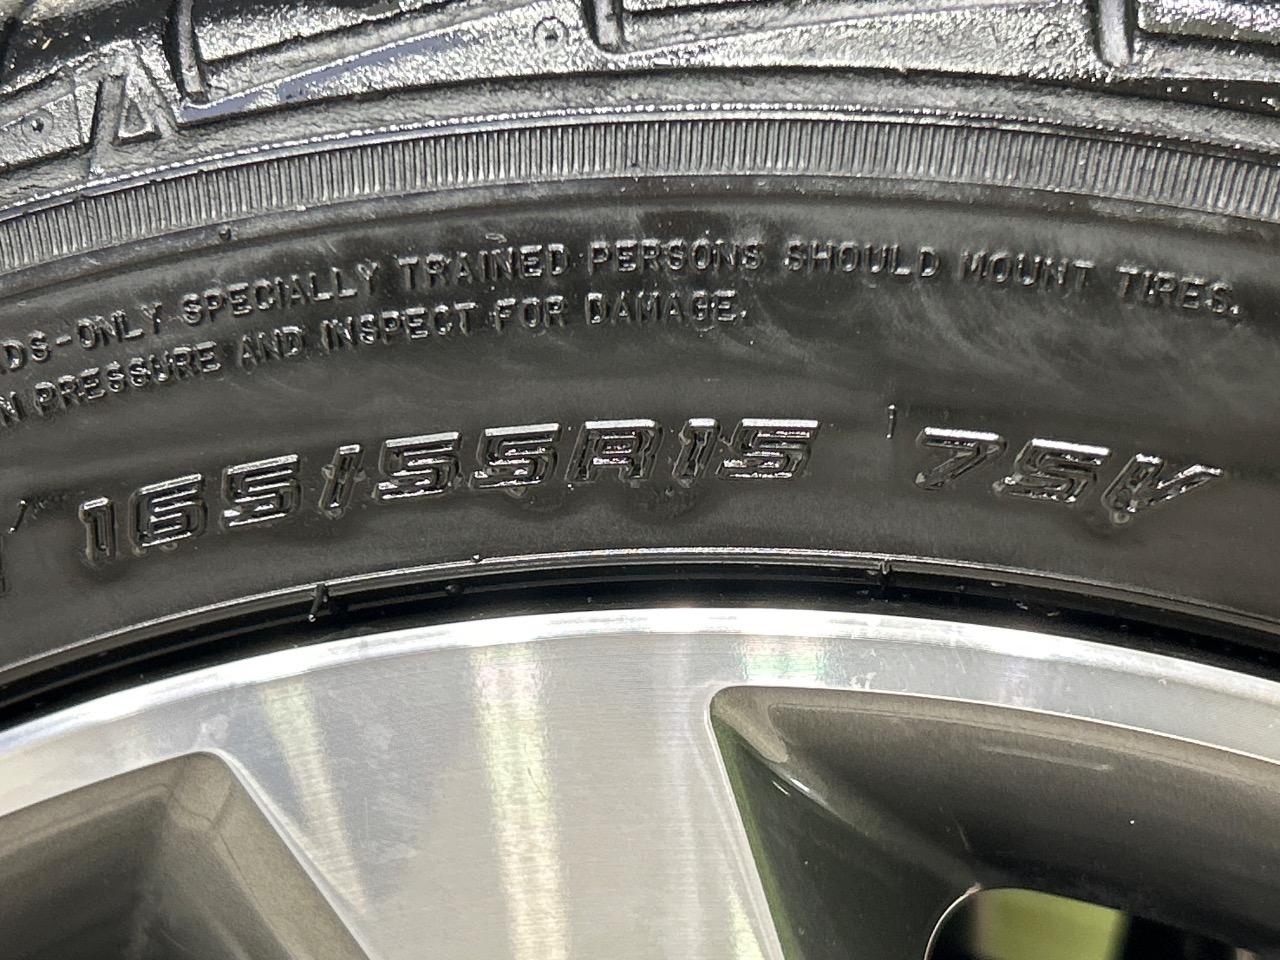 DS-ONLY SPECIALLY TRAINED PERSONS SHOULD MOUNT TIRES.
N PRESSURE AND INSPECT FOR DAMAGE.
165/55R15 75V